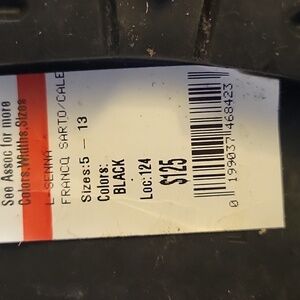 See Assoc for more
Colors,Widths,Sizes
L-SENNA
FRANCO SARTO/CALE
Sizes:5 - 13
Colors:
BLACK
Loc:124
$125
0 199037 468423